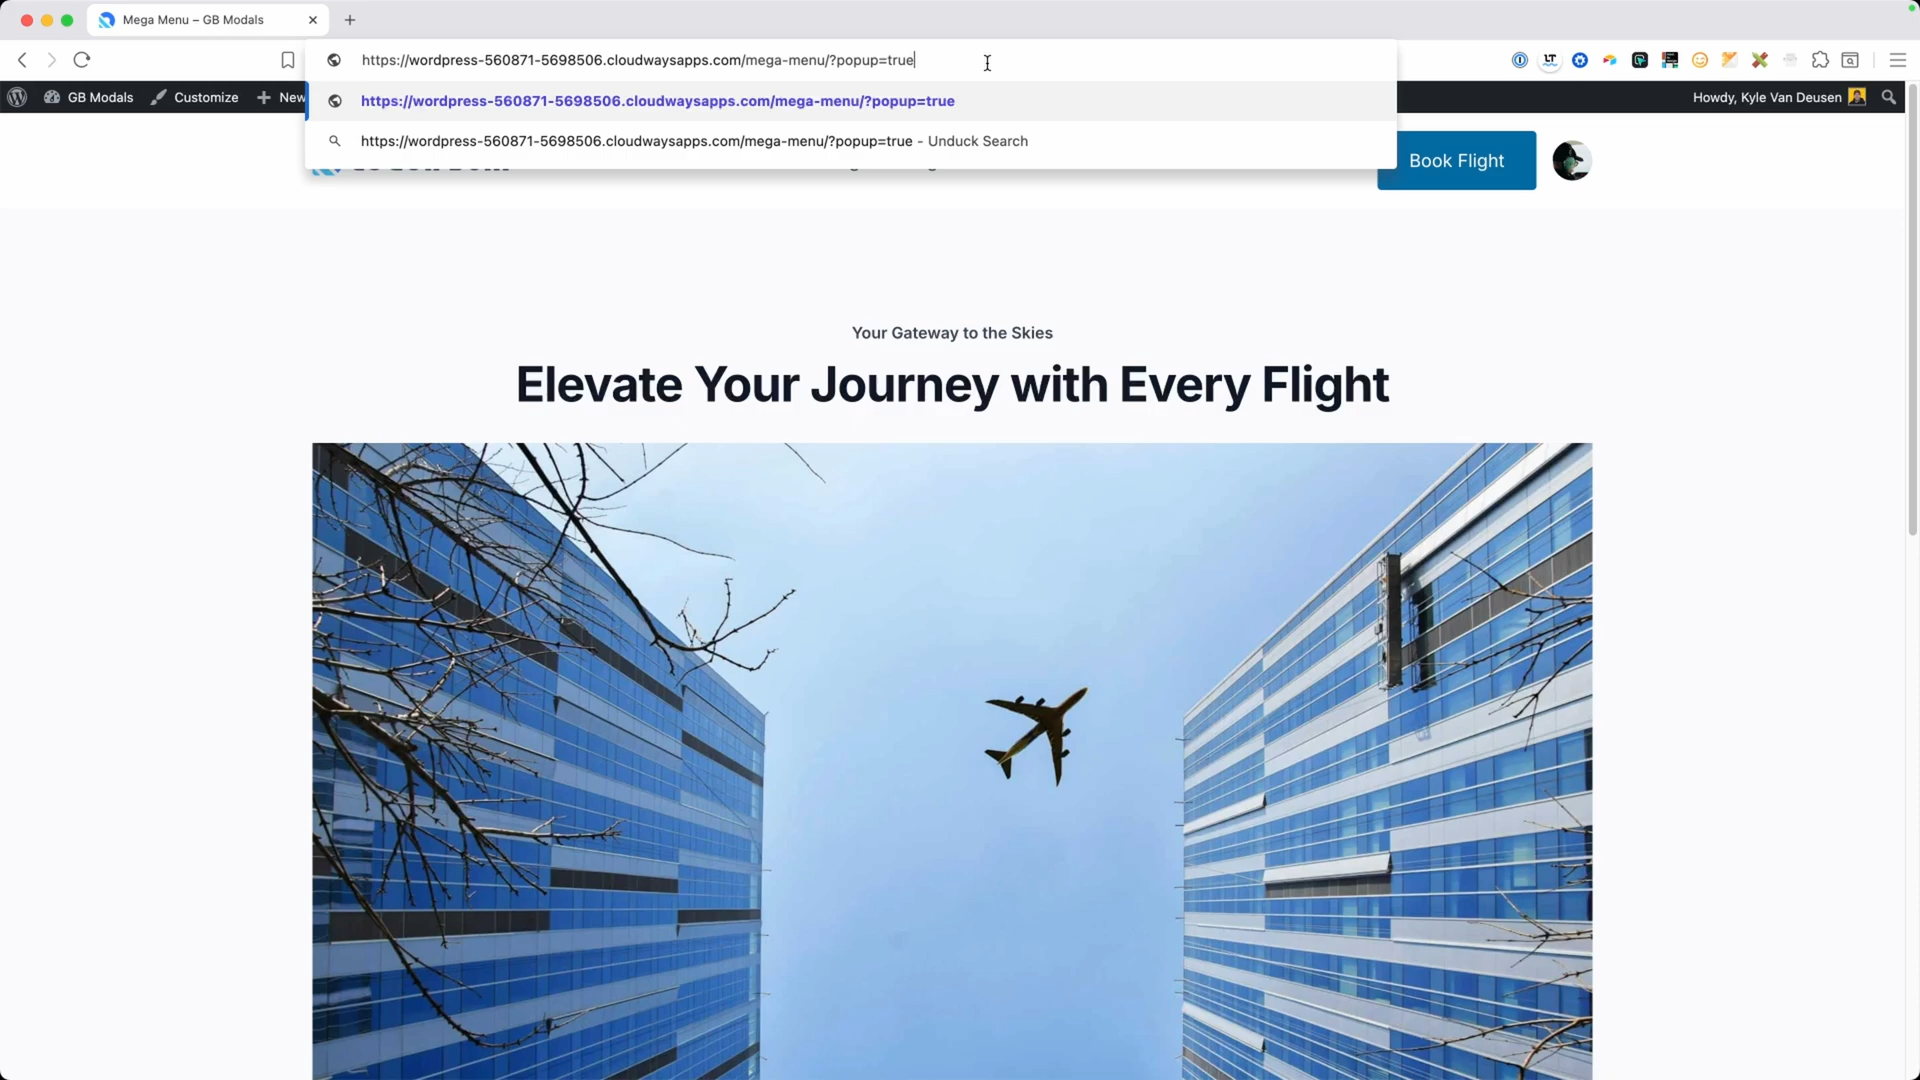 Mega Menu – GB Modals
https://wordpress-560871-5698506.cloudwaysapps.com/mega-menu/?popup=true
GB Modals
Customize
New
https://wordpress-560871-5698506.cloudwaysapps.com/mega-menu/?popup=true
Howdy, Kyle Van Deusen
https://wordpress-560871-5698506.cloudwaysapps.com/mega-menu/?popup=true - Unduck Search
Book Flight
Your Gateway to the Skies
Elevate Your Journey with Every Flight